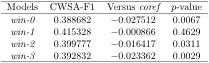 Models CWSA-F1 Versus coref p-value
win-0 0.388682 −0.027512 0.0067
win-1 0.415328 −0.000866 0.4629
win-2 0.399777 −0.016417 0.0311
win-3 0.392832 −0.023362 0.0029